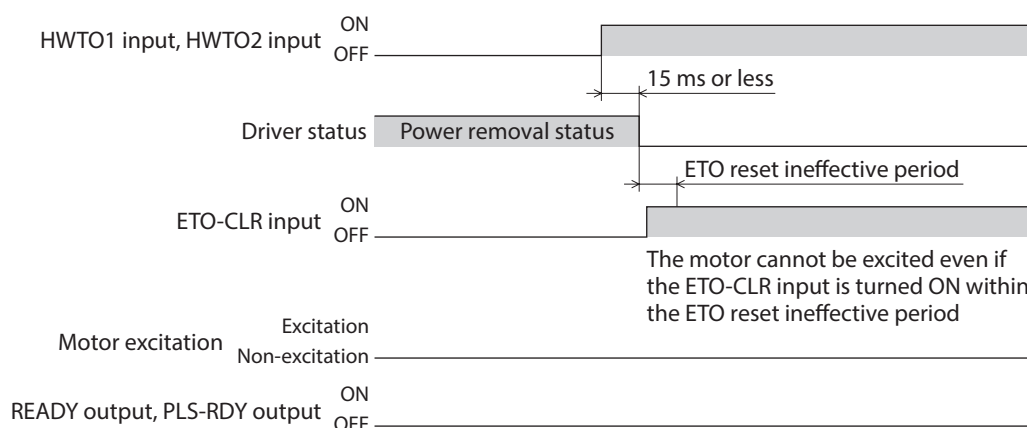 ON
HWTO1 input, HWTO2 input
OFF
15 ms or less
Driver status
Power removal status
ETO reset ineffective period
ON
ETO-CLR input
OFF
The motor cannot be excited even if
the ETO-CLR input is turned ON within
the ETO reset ineffective period
Excitation
Motor excitation
Non-excitation
ON
READY output, PLS-RDY output
OFF